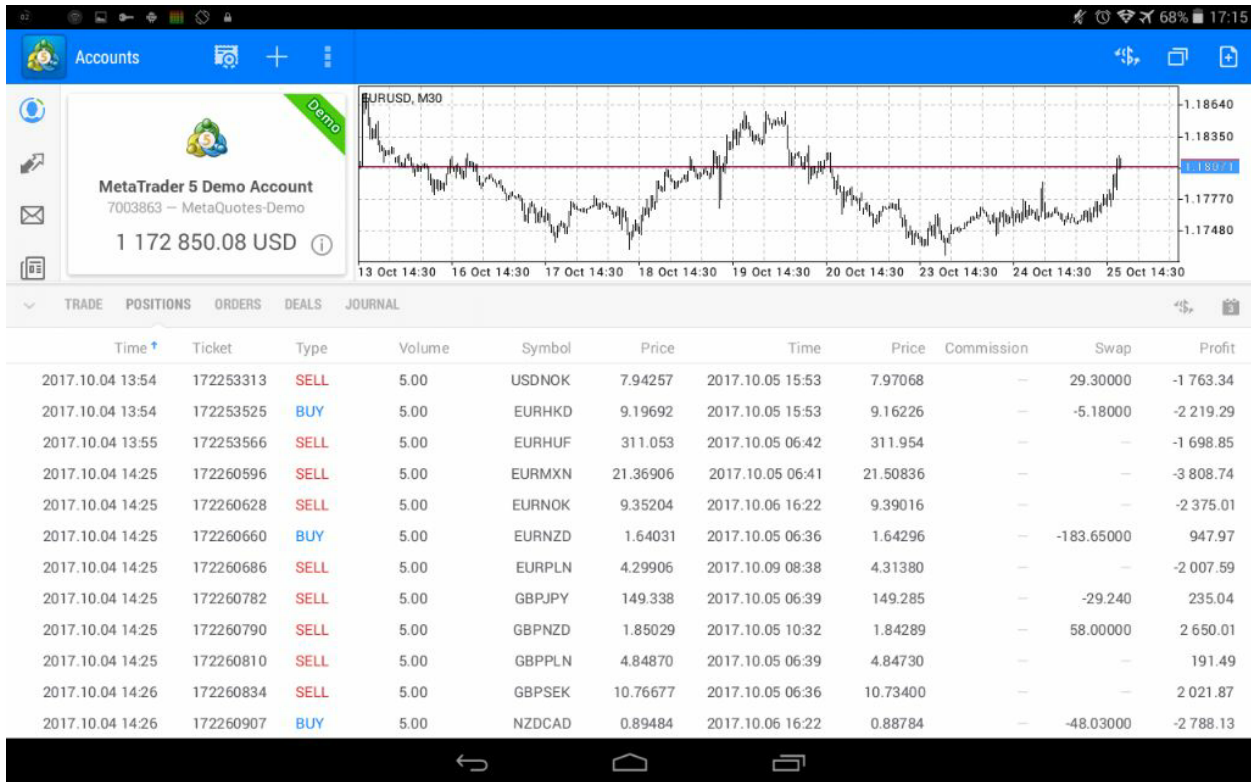 68% 17:15
Accounts
Demo
MetaTrader 5 Demo Account
7003863 — MetaQuotes-Demo
1 172 850.08 USD
EURUSD, M30
1.18640
1.18350
1.18071
1.17770
1.17480
13 Oct 14:30 16 Oct 14:30 17 Oct 14:30 18 Oct 14:30 19 Oct 14:30 20 Oct 14:30 23 Oct 14:30 24 Oct 14:30 25 Oct 14:30
TRADE POSITIONS ORDERS DEALS JOURNAL
Time Ticket Type Volume Symbol Price Time Price Commission Swap Profit
2017.10.04 13:54 172253313 SELL 5.00 USDNOK 7.94257 2017.10.05 15:53 7.97068 — 29.30000 -1 763.34
2017.10.04 13:54 172253525 BUY 5.00 EURHKD 9.19692 2017.10.05 15:53 9.16226 — -5.18000 -2 219.29
2017.10.04 13:55 172253566 SELL 5.00 EURHUF 311.053 2017.10.05 06:42 311.954 — — -1 698.85
2017.10.04 14:25 172260596 SELL 5.00 EURMXN 21.36906 2017.10.05 06:41 21.50836 — — -3 808.74
2017.10.04 14:25 172260628 SELL 5.00 EURNOK 9.35204 2017.10.06 16:22 9.39016 — — -2 375.01
2017.10.04 14:25 172260660 BUY 5.00 EURNZD 1.64031 2017.10.05 06:36 1.64296 — -183.65000 947.97
2017.10.04 14:25 172260686 SELL 5.00 EURPLN 4.29906 2017.10.09 08:38 4.31380 — — -2 007.59
2017.10.04 14:25 172260782 SELL 5.00 GBPJPY 149.338 2017.10.05 06:39 149.285 — -29.240 235.04
2017.10.04 14:25 172260790 SELL 5.00 GBPNZD 1.85029 2017.10.05 10:32 1.84289 — 58.00000 2 650.01
2017.10.04 14:25 172260810 SELL 5.00 GBPPLN 4.84870 2017.10.05 06:39 4.84730 — — 191.49
2017.10.04 14:26 172260834 SELL 5.00 GBPSEK 10.76677 2017.10.05 06:36 10.73400 — — 2 021.87
2017.10.04 14:26 172260907 BUY 5.00 NZDCAD 0.89484 2017.10.06 16:22 0.88784 — -48.03000 -2 788.13